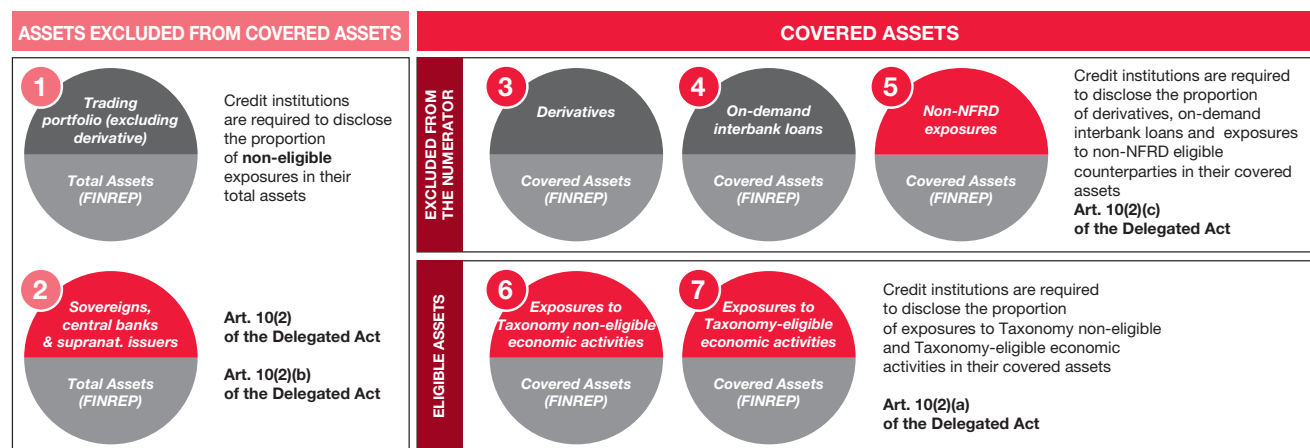 ASSETS EXCLUDED FROM COVERED ASSETS
1
Trading
portfolio (excluding
derivative)
Total Assets
(FINREP)
Credit institutions
are required to disclose
the proportion
of non-eligible
exposures in their
total assets
2
Sovereigns,
central banks
& supranat. issuers
Total Assets
(FINREP)
Art. 10(2)
of the Delegated Act
Art. 10(2)(b)
of the Delegated Act
COVERED ASSETS
EXCLUDED FROM
THE NUMERATOR
3
Derivatives
Covered Assets
(FINREP)
4
On-demand
interbank loans
Covered Assets
(FINREP)
5
Non-NFRD
exposures
Covered Assets
(FINREP)
Credit institutions are required
to disclose the proportion
of derivatives, on-demand
interbank loans and exposures
to non-NFRD eligible
counterparties in their covered
assets
Art. 10(2)(c)
of the Delegated Act
ELIGIBLE ASSETS
6
Exposures to
Taxonomy non-eligible
economic activities
Covered Assets
(FINREP)
7
Exposures to
Taxonomy-eligible
economic activities
Covered Assets
(FINREP)
Credit institutions are required
to disclose the proportion
of exposures to Taxonomy non-eligible
and Taxonomy-eligible economic
activities in their covered assets
Art. 10(2)(a)
of the Delegated Act